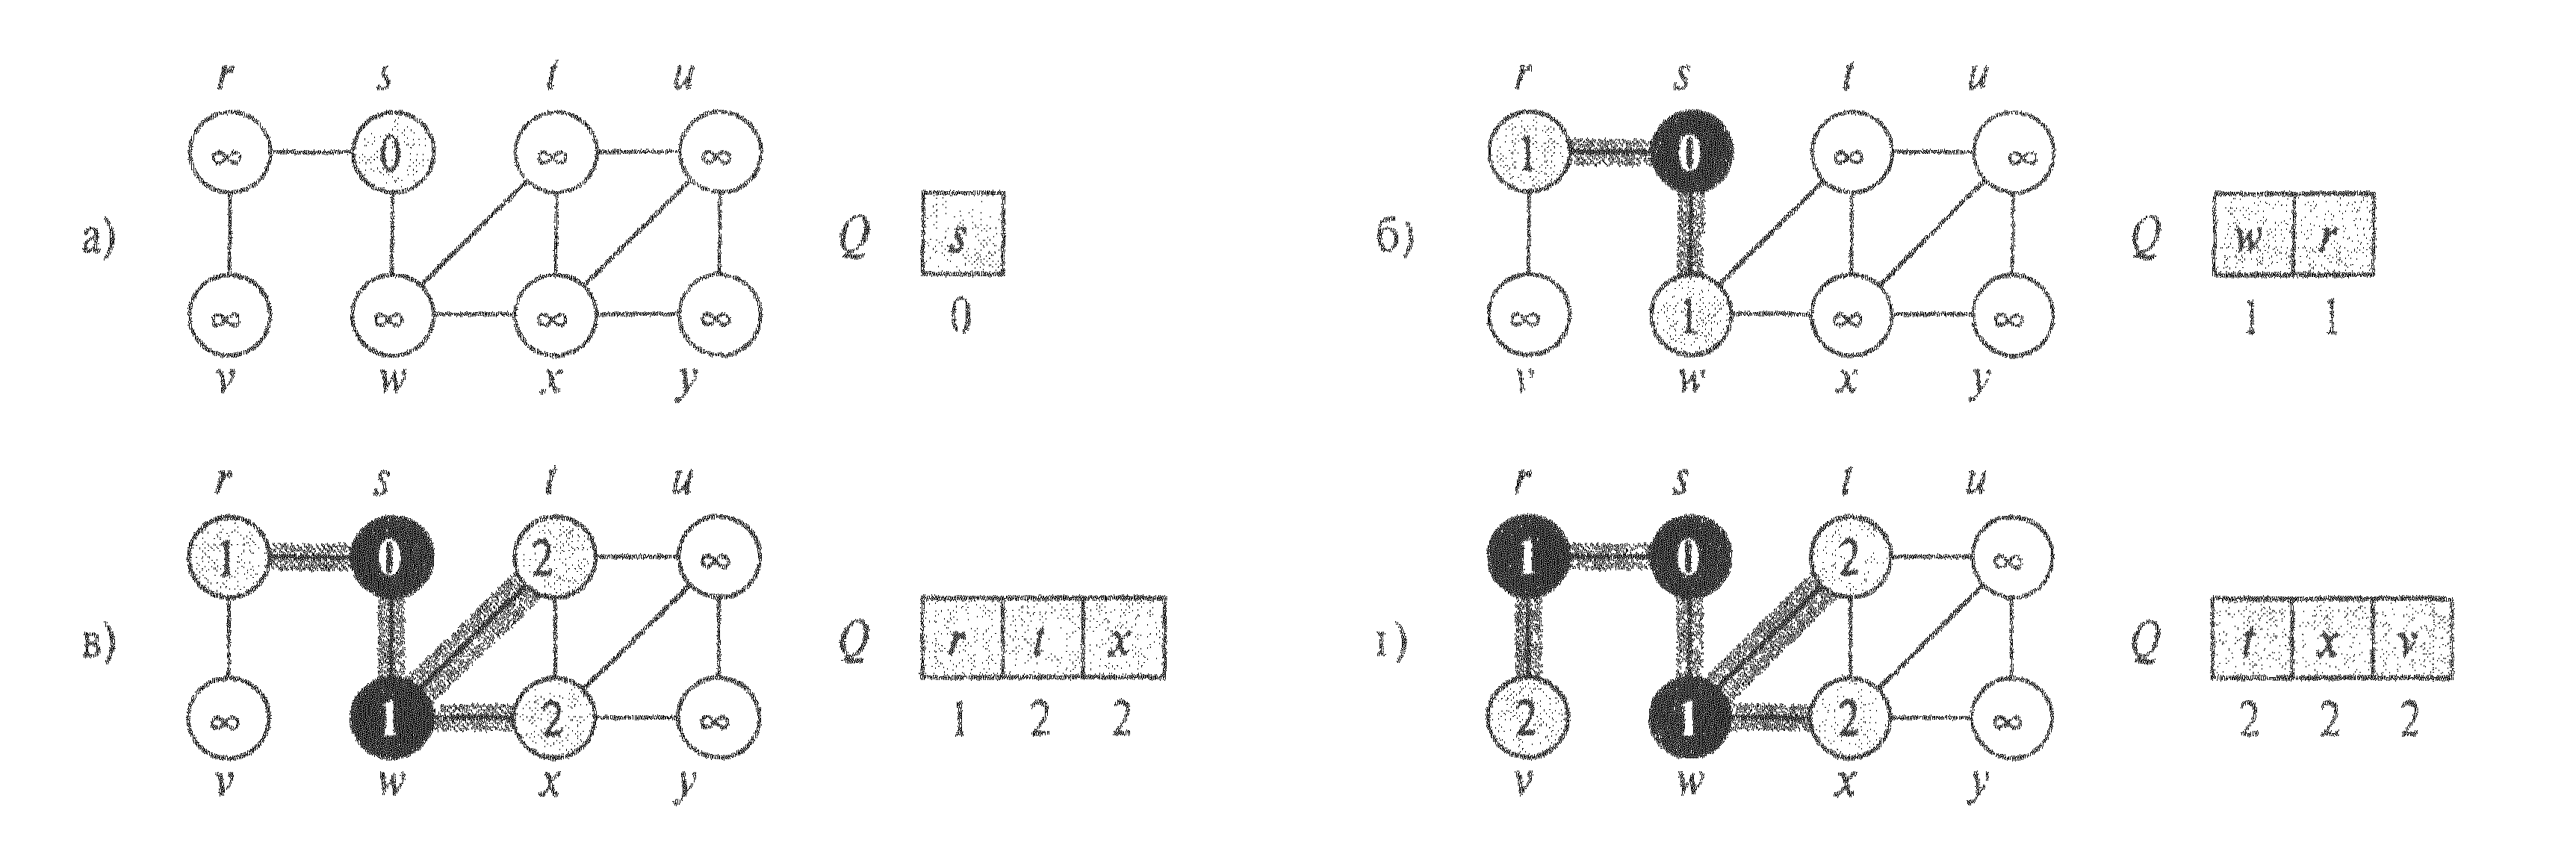 r s t u
∞ 0 ∞ ∞
а) Q s
0
∞ ∞ ∞ ∞
v w x y
r s t u
1 0 ∞ ∞
б) Q w r
1 1
∞ 1 ∞ ∞
v w x y
r s t u
1 0 2 ∞
в) Q r t x
1 2 2
∞ 1 2 ∞
v w x y
r s t u
1 0 2 ∞
г) Q t x v
2 2 2
2 1 2 ∞
v w x y